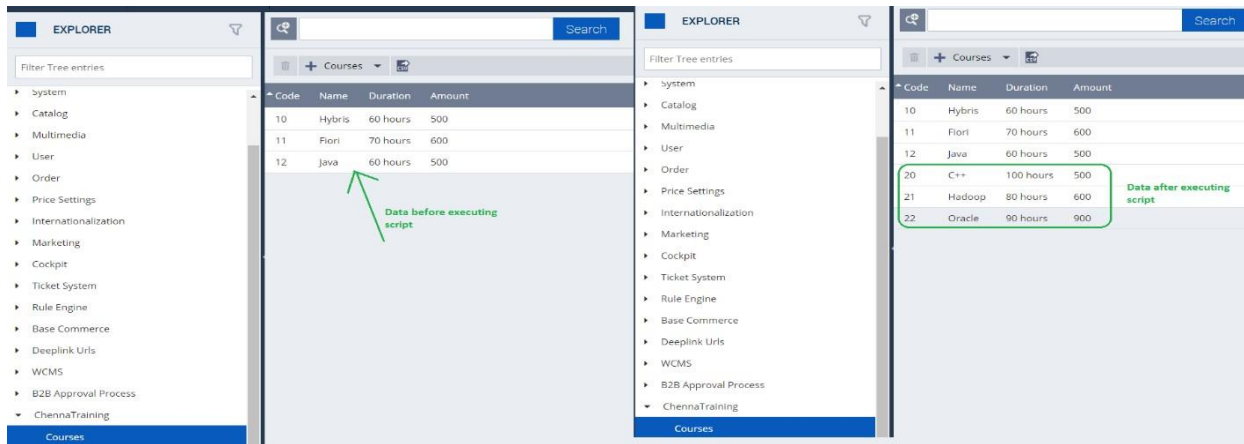 EXPLORER
Filter Tree entries
System
Catalog
Multimedia
User
Order
Price Settings
Internationalization
Marketing
Cockpit
Ticket System
Rule Engine
Base Commerce
Deeplink Urls
WCMS
B2B Approval Process
ChennaTraining
Courses
Search
Courses
Code Name Duration Amount
10 Hybris 60 hours 500
11 Fiori 70 hours 600
12 Java 60 hours 500
Data before executing
script
EXPLORER
Filter Tree entries
System
Catalog
Multimedia
User
Order
Price Settings
Internationalization
Marketing
Cockpit
Ticket System
Rule Engine
Base Commerce
Deeplink Urls
WCMS
B2B Approval Process
ChennaTraining
Courses
Search
Courses
Code Name Duration Amount
10 Hybris 60 hours 500
11 Fiori 70 hours 600
12 Java 60 hours 500
20 C++ 100 hours 500
21 Hadoop 80 hours 600
22 Oracle 90 hours 900
Data after executing
script